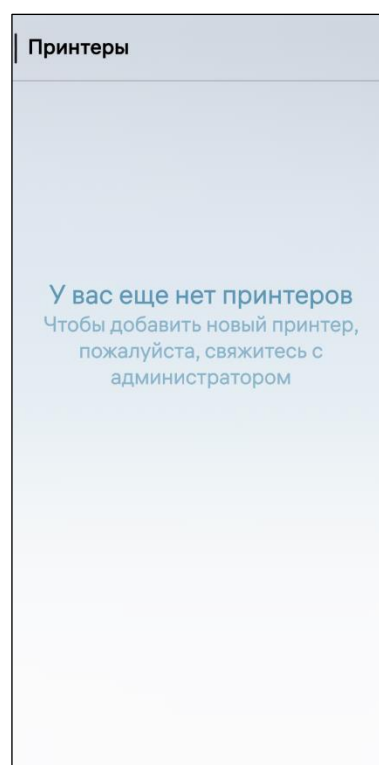 Принтеры
У вас еще нет принтеров
Чтобы добавить новый принтер,
пожалуйста, свяжитесь с
администратором